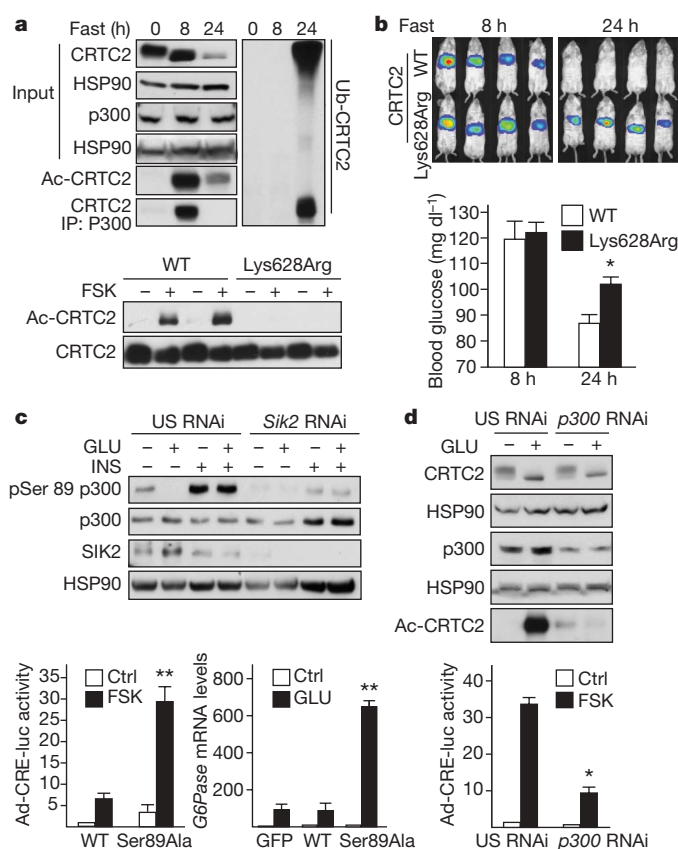 a
Fast (h) 0 8 24
CRTC2
HSP90
Input
p300
HSP90
Ac-CRTC2
CRTC2
IP: P300
0 8 24
Ub-CRTC2
WT Lys628Arg
FSK – + – + – + – +
Ac-CRTC2
CRTC2
b
Fast 8 h 24 h
CRTC2
WT
Lys628Arg
Blood glucose (mg dl–1)
130
120
110
100
90
80
70
WT
Lys628Arg
*
8 h 24 h
c
US RNAi Sik2 RNAi
GLU – + – + – + – +
INS – – + + – – + +
pSer 89 p300
p300
SIK2
HSP90
Ad-CRE-luc activity
35
30
25
20
15
10
5
Ctrl
FSK
**
WT Ser89Ala
G6Pase mRNA levels
800
600
400
200
Ctrl
GLU
**
GFP WT Ser89Ala
d
US RNAi p300 RNAi
GLU – + – +
CRTC2
HSP90
p300
HSP90
Ac-CRTC2
Ad-CRE-luc activity
40
30
20
10
Ctrl
FSK
*
US RNAi p300 RNAi